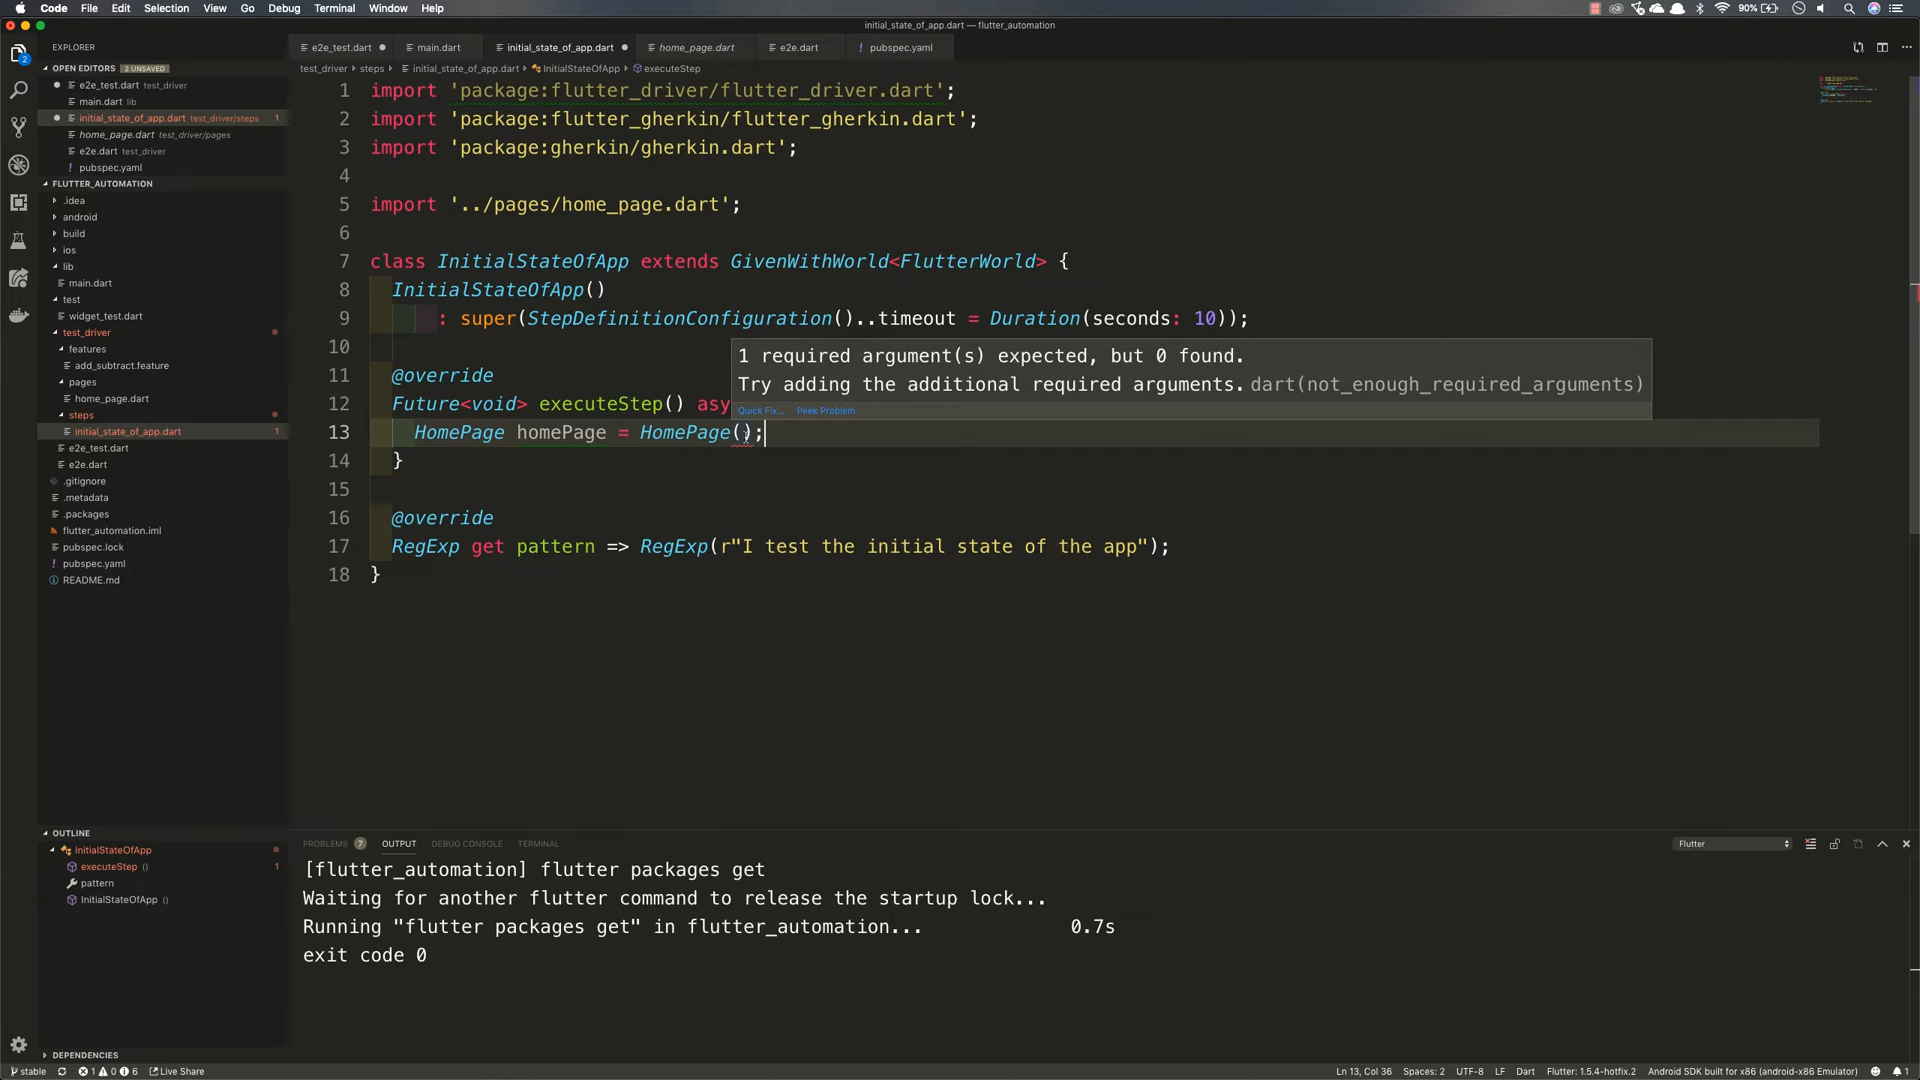 Code File Edit Selection View Go Debug Terminal Window Help
90%
initial_state_of_app.dart — flutter_automation
EXPLORER
e2e_test.dart
main.dart
initial_state_of_app.dart
home_page.dart
e2e.dart
! pubspec.yaml
2
OPEN EDITORS 2 UNSAVED
e2e_test.dart test_driver
main.dart lib
initial_state_of_app.dart test_driver/steps 1
home_page.dart test_driver/pages
e2e.dart test_driver
! pubspec.yaml
FLUTTER_AUTOMATION
.idea
android
build
ios
lib
main.dart
test
widget_test.dart
test_driver
features
add_subtract.feature
pages
home_page.dart
steps
initial_state_of_app.dart 1
e2e_test.dart
e2e.dart
.gitignore
.metadata
.packages
flutter_automation.iml
pubspec.lock
! pubspec.yaml
README.md
test_driver › steps › initial_state_of_app.dart › InitialStateOfApp › executeStep
1 import 'package:flutter_driver/flutter_driver.dart';
2 import 'package:flutter_gherkin/flutter_gherkin.dart';
3 import 'package:gherkin/gherkin.dart';
4
5 import '../pages/home_page.dart';
6
7 class InitialStateOfApp extends GivenWithWorld<FlutterWorld> {
8 InitialStateOfApp()
9 : super(StepDefinitionConfiguration()..timeout = Duration(seconds: 10));
10
11 @override
12 Future<void> executeStep() asy
13 HomePage homePage = HomePage();
14 }
15
16 @override
17 RegExp get pattern => RegExp(r"I test the initial state of the app");
18 }
1 required argument(s) expected, but 0 found.
Try adding the additional required arguments. dart(not_enough_required_arguments)
Quick Fix... Peek Problem
OUTLINE
InitialStateOfApp
executeStep () 1
pattern
InitialStateOfApp ()
DEPENDENCIES
PROBLEMS 7 OUTPUT DEBUG CONSOLE TERMINAL
Flutter
[flutter_automation] flutter packages get
Waiting for another flutter command to release the startup lock...
Running "flutter packages get" in flutter_automation... 0.7s
exit code 0
stable 1 0 6 Live Share
Ln 13, Col 36 Spaces: 2 UTF-8 LF Dart Flutter: 1.5.4-hotfix.2 Android SDK built for x86 (android-x86 Emulator) 1